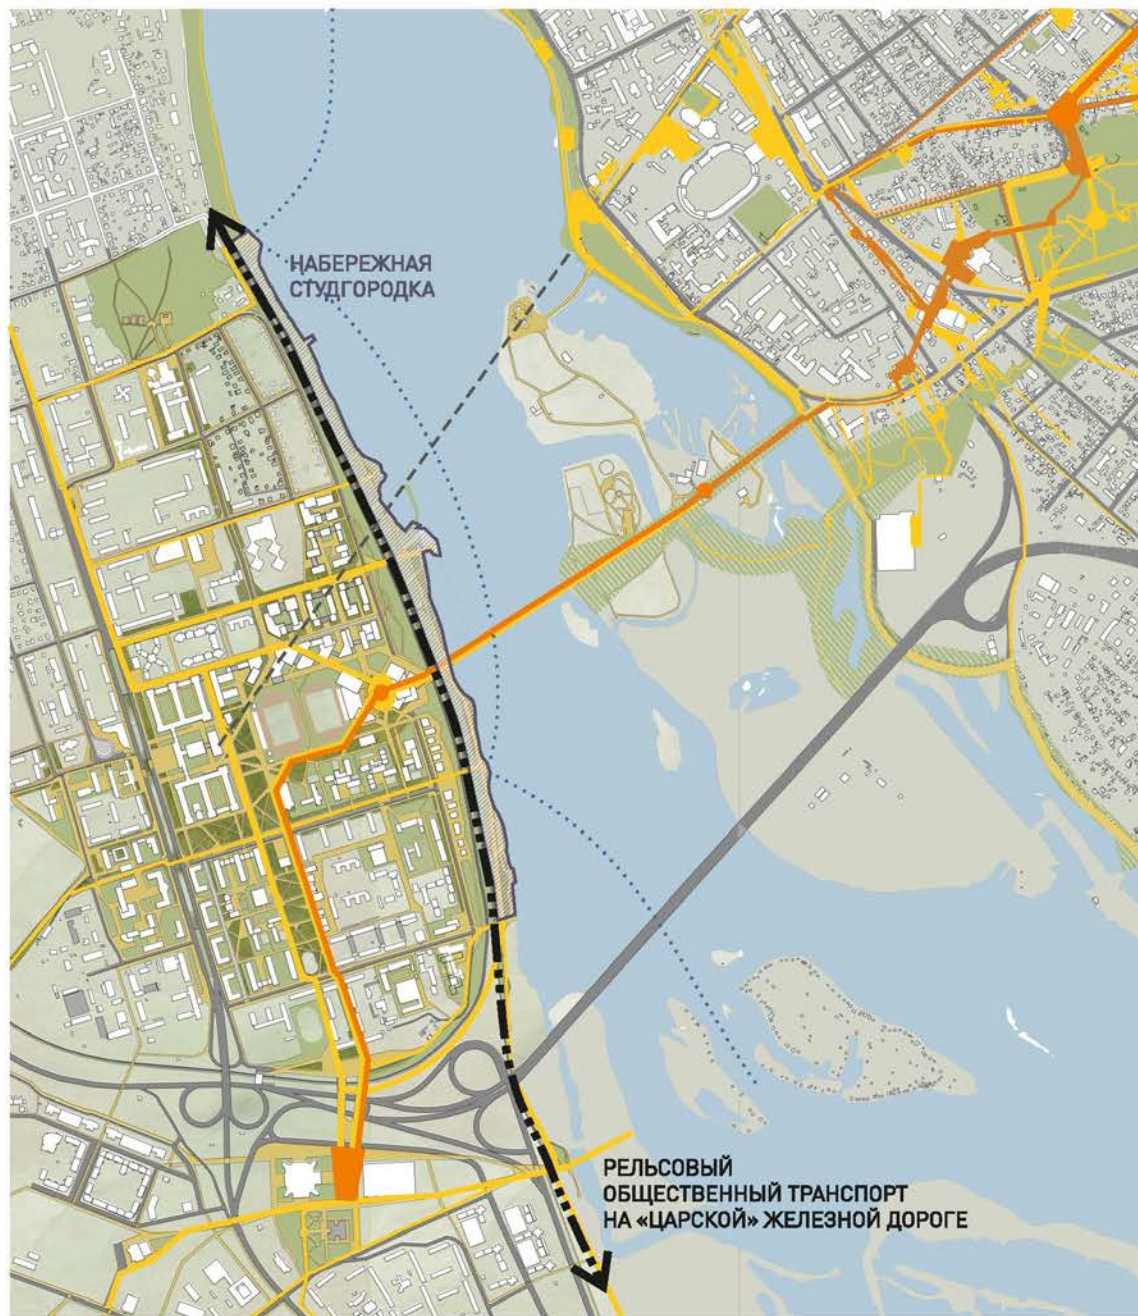 НАБЕРЕЖНАЯ
СТУДГОРОДКА
РЕЛЬСОВЫЙ
ОБЩЕСТВЕННЫЙ ТРАНСПОРТ
НА «ЦАРСКОЙ» ЖЕЛЕЗНОЙ ДОРОГЕ